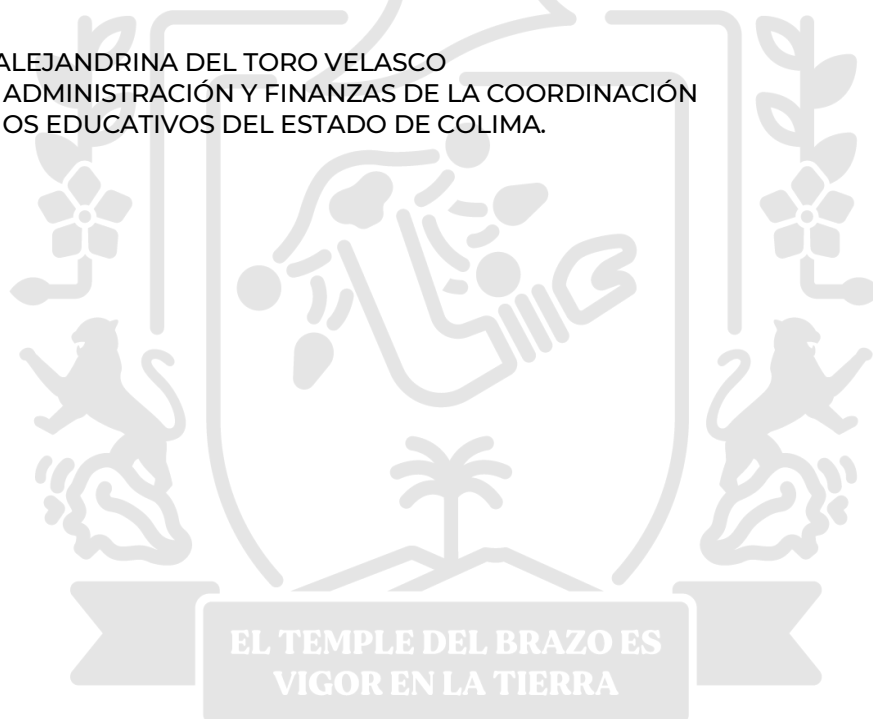 ALEJANDRINA DEL TORO VELASCO
ADMINISTRACIÓN Y FINANZAS DE LA COORDINACIÓN
OS EDUCATIVOS DEL ESTADO DE COLIMA.
EL TEMPLE DEL BRAZO ES
VIGOR EN LA TIERRA